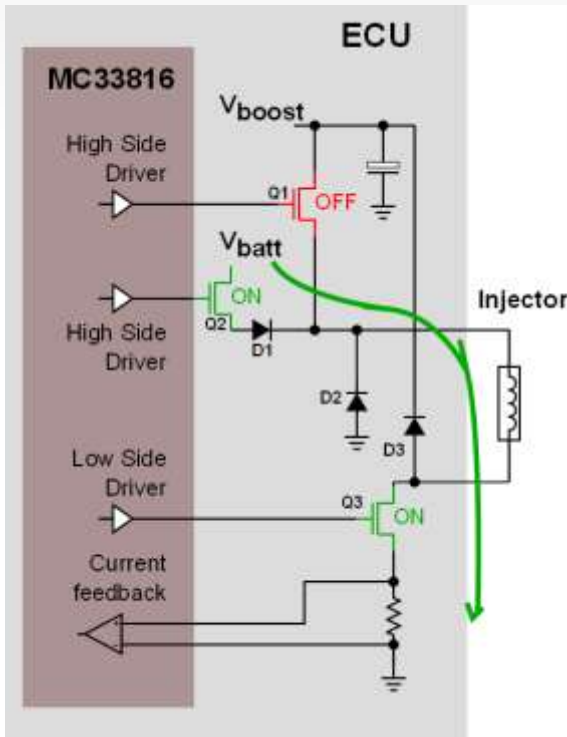 ECU
MC33816
Vboost
High Side
Driver
Q1
OFF
Vbatt
ON
Injector
Q2
High Side
Driver
D1
D2
D3
Low Side
Driver
Q3
ON
Current
feedback